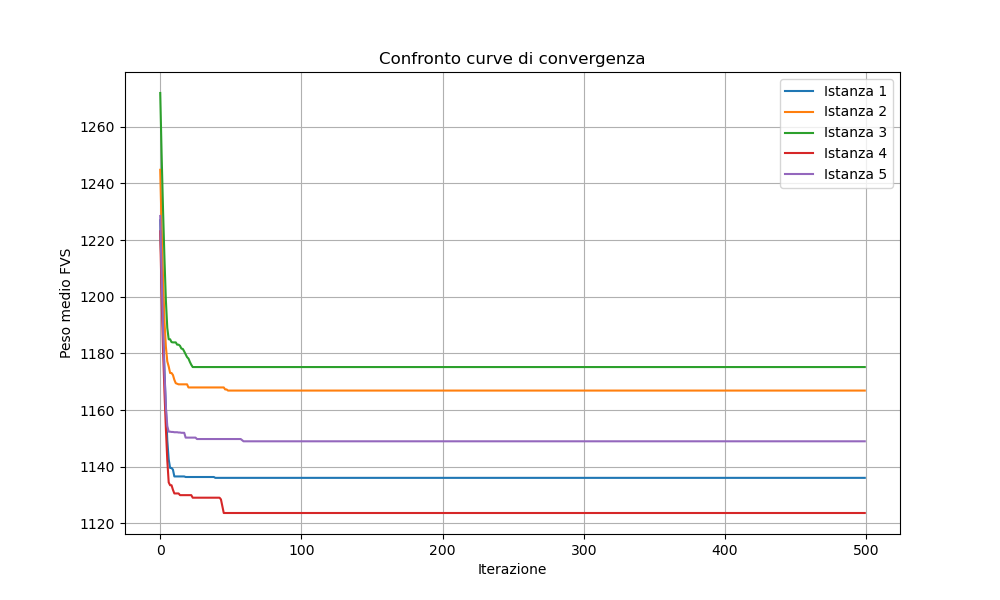 Confronto curve di convergenza
Istanza 1
Istanza 2
Istanza 3
Istanza 4
Istanza 5
Peso medio FVS
1260
1240
1220
1200
1180
1160
1140
1120
0 100 200 300 400 500
Iterazione